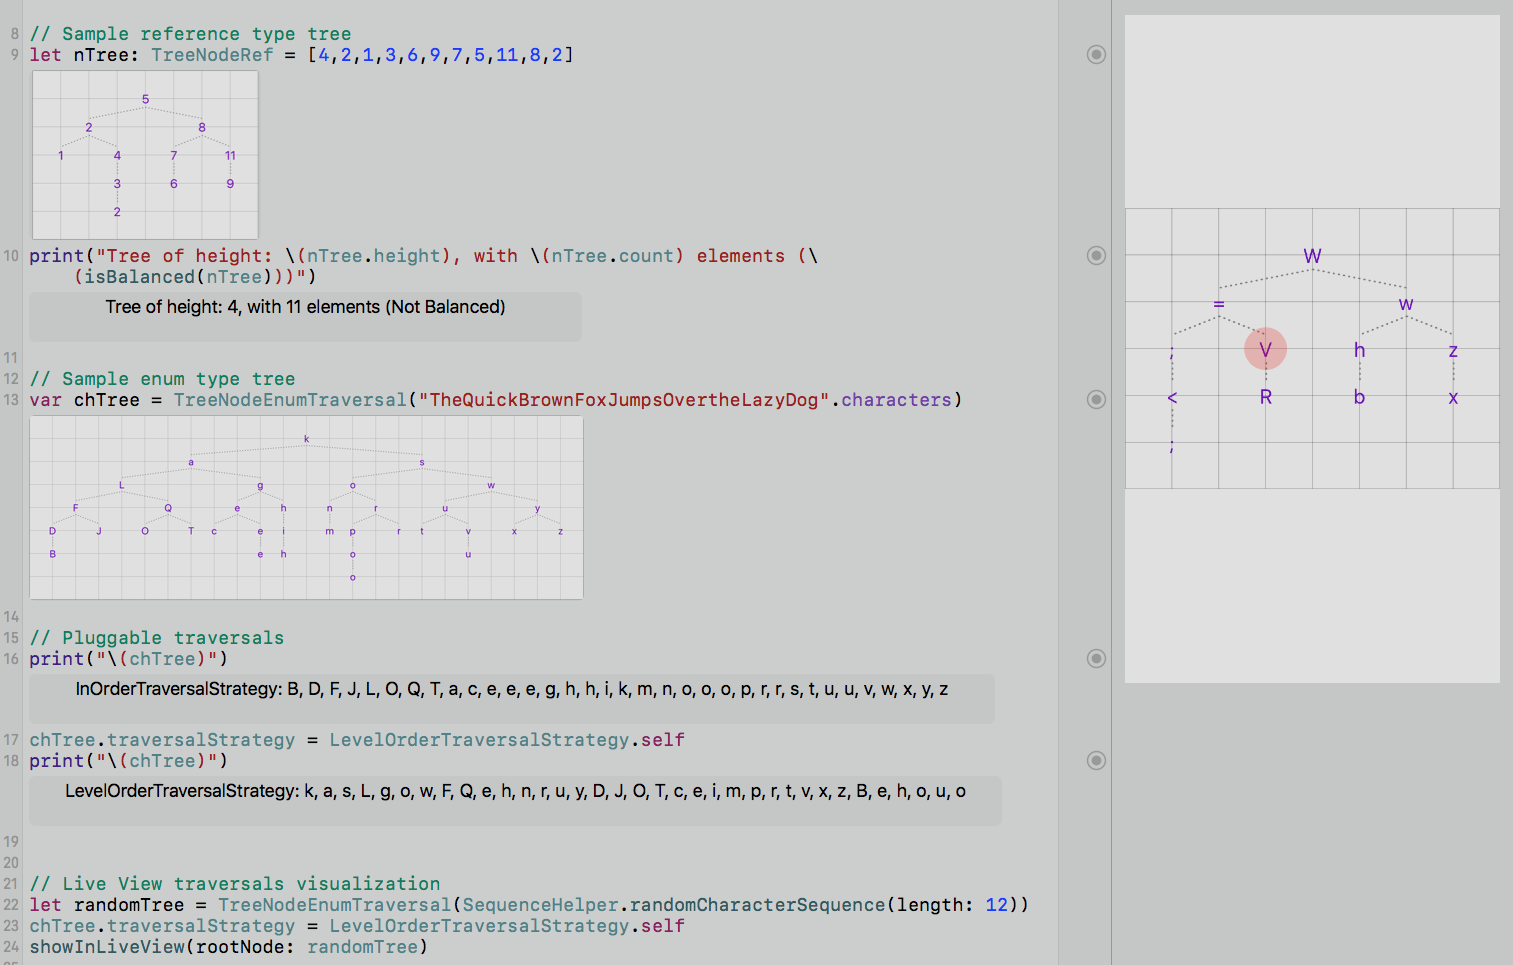 8 // Sample reference type tree
9 let nTree: TreeNodeRef = [4,2,1,3,6,9,7,5,11,8,2]
5
2 8
1 4 7 11
3 6 9
2
10 print("Tree of height: \(nTree.height), with \(nTree.count) elements (\
(isBalanced(nTree)))")
Tree of height: 4, with 11 elements (Not Balanced)
11
12 // Sample enum type tree
13 var chTree = TreeNodeEnumTraversal("TheQuickBrownFoxJumpsOvertheLazyDog".characters)
k
a s
L g o w
F Q e h n r u y
D J O T c e i m p r t v x z
B e h o u
o
14
15 // Pluggable traversals
16 print("\(chTree)")
InOrderTraversalStrategy: B, D, F, J, L, O, Q, T, a, c, e, e, e, g, h, h, i, k, m, n, o, o, o, p, r, r, s, t, u, u, v, w, x, y, z
17 chTree.traversalStrategy = LevelOrderTraversalStrategy.self
18 print("\(chTree)")
LevelOrderTraversalStrategy: k, a, s, L, g, o, w, F, Q, e, h, n, r, u, y, D, J, O, T, c, e, i, m, p, r, t, v, x, z, B, e, h, o, u, o
19
20
21 // Live View traversals visualization
22 let randomTree = TreeNodeEnumTraversal(SequenceHelper.randomCharacterSequence(length: 12))
23 chTree.traversalStrategy = LevelOrderTraversalStrategy.self
24 showInLiveView(rootNode: randomTree)
W
= w
; V h z
< R b x
;